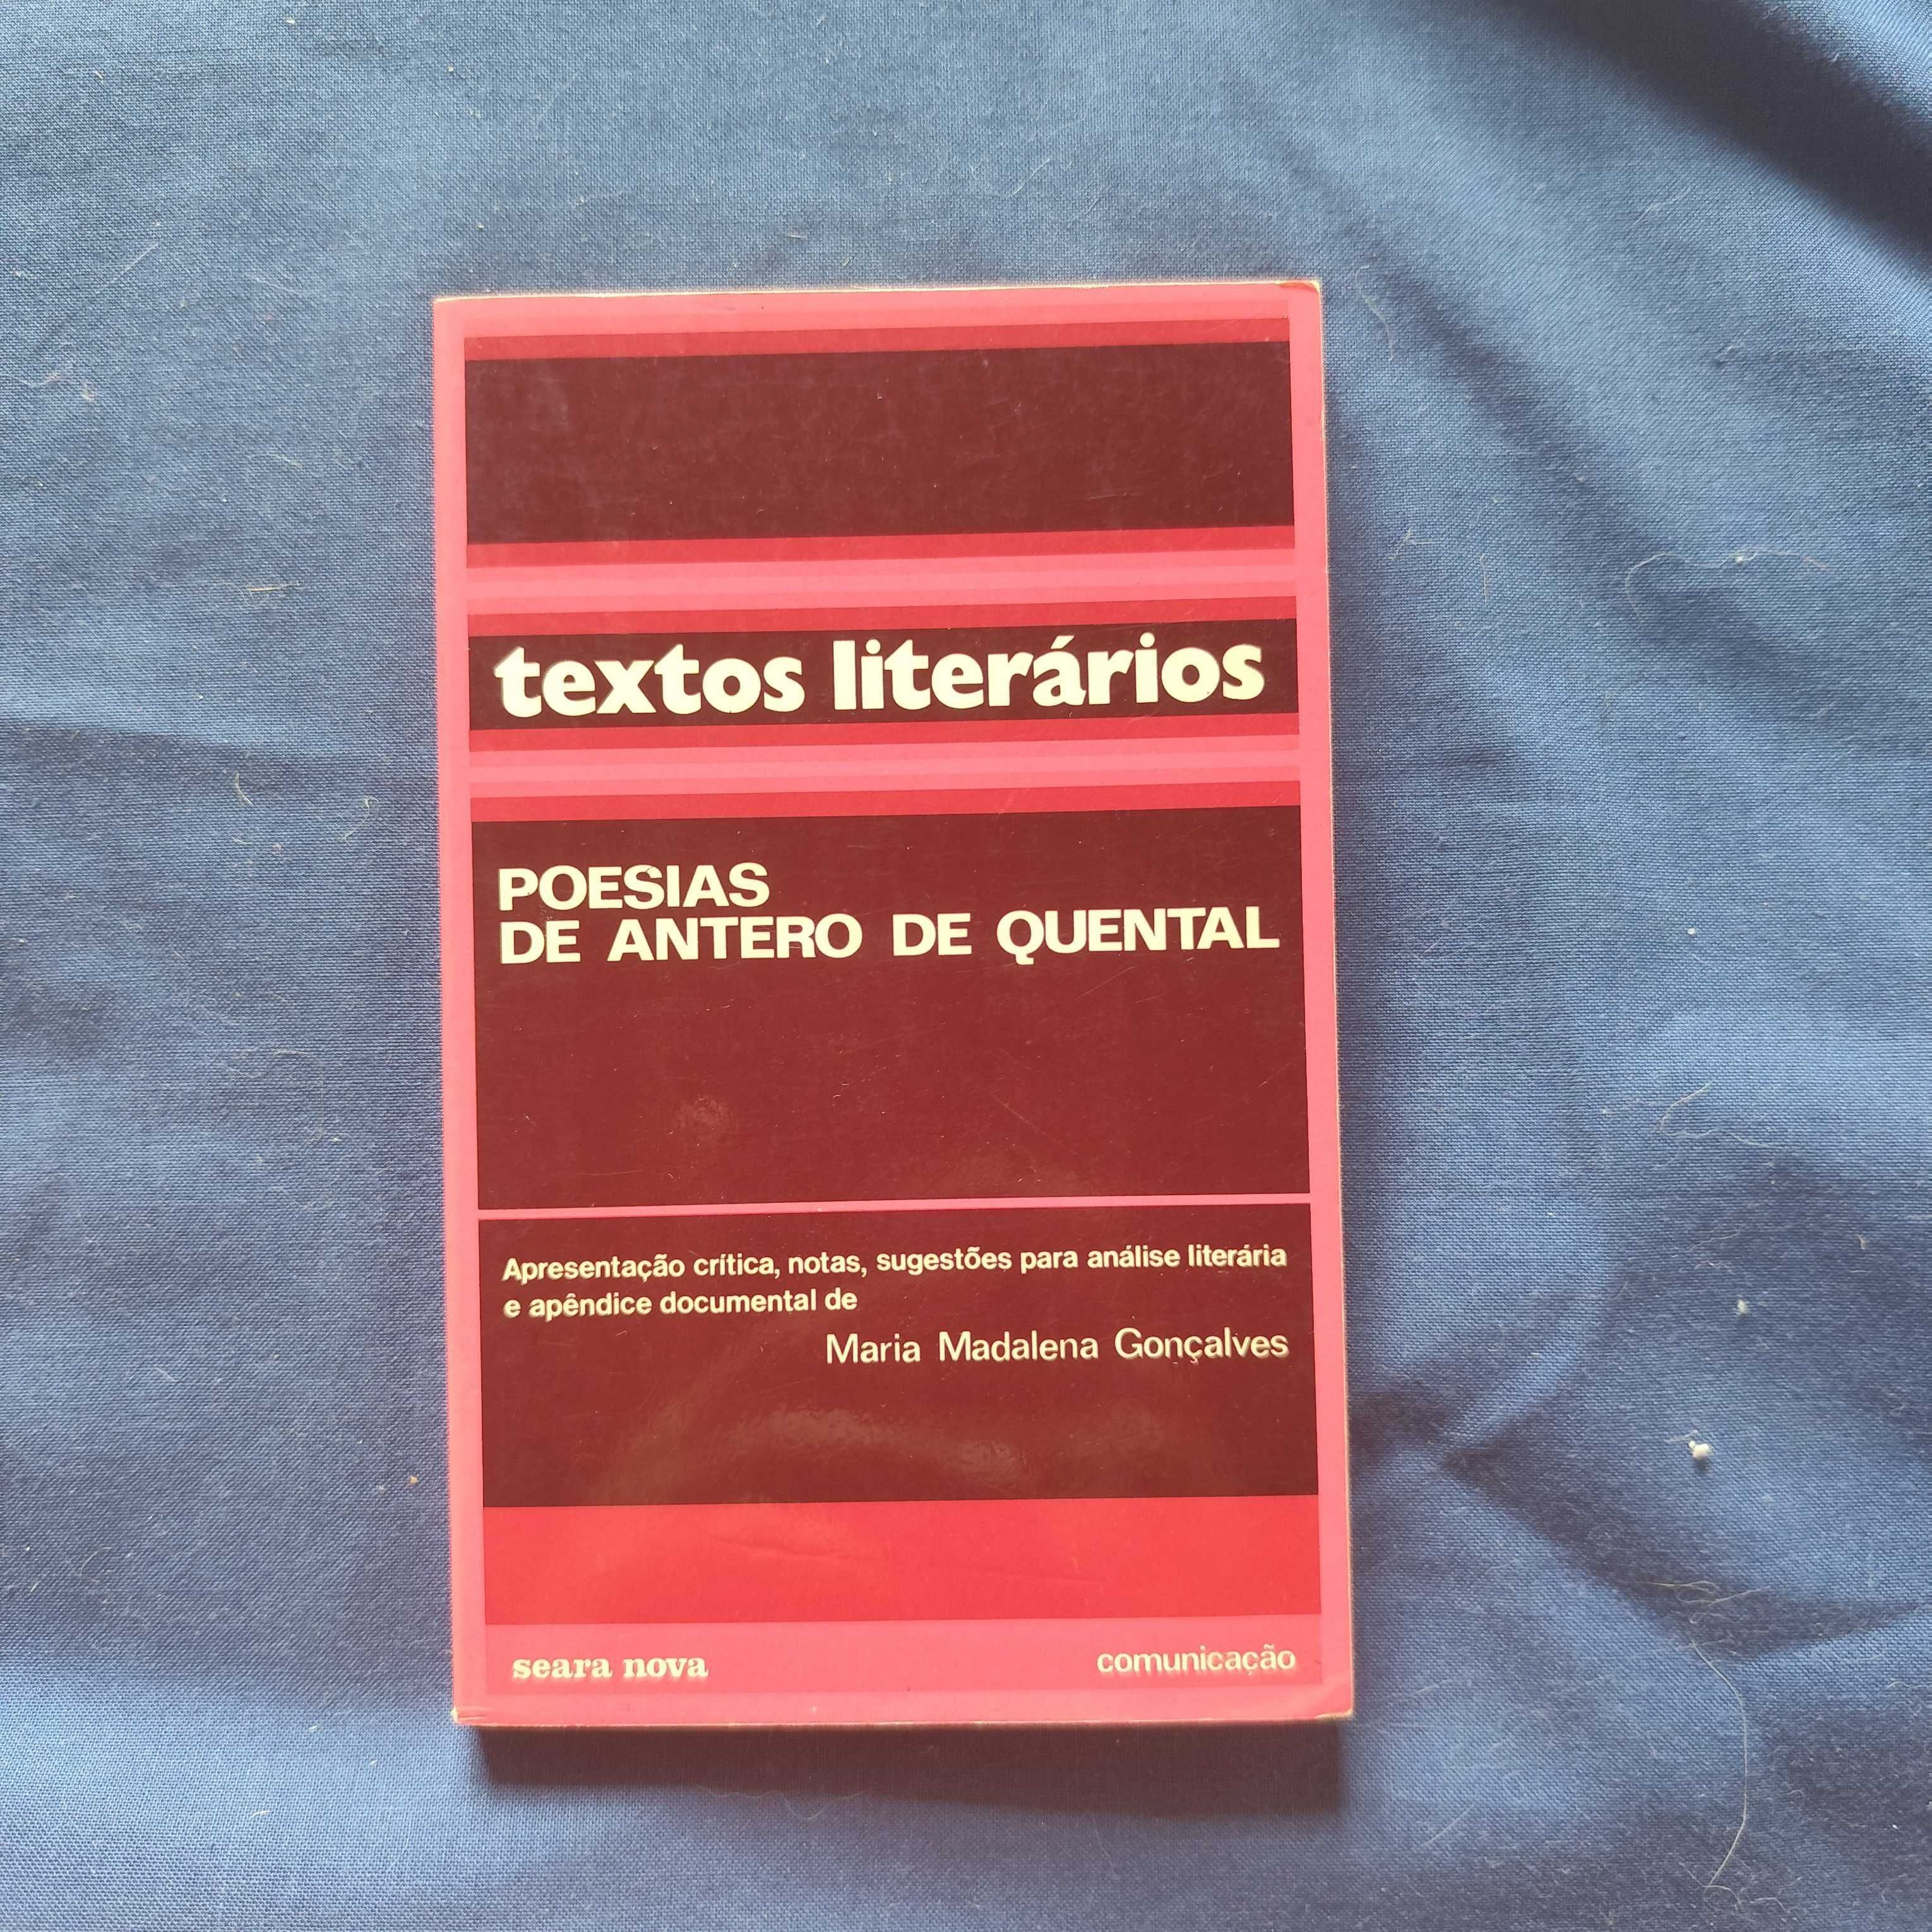 textos literários
POESIAS
DE ANTERO DE QUENTAL
Apresentação crítica, notas, sugestões para análise literária
e apêndice documental de
Maria Madalena Gonçalves
seara nova
comunicação